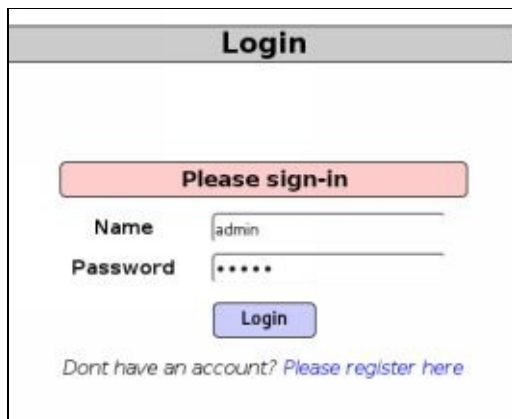 Login
Please sign-in
Name admin
Password •••••
Login
Dont have an account? Please register here